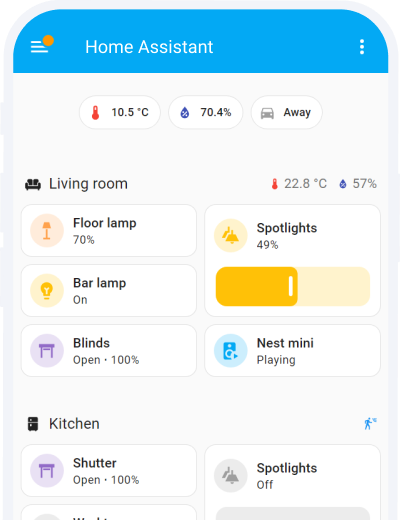 Home Assistant
10.5 °C 70.4% Away
Living room 22.8 °C 57%
Floor lamp
70%
Spotlights
49%
Bar lamp
On
Blinds
Open · 100%
Nest mini
Playing
Kitchen
Shutter
Open · 100%
Spotlights
Off